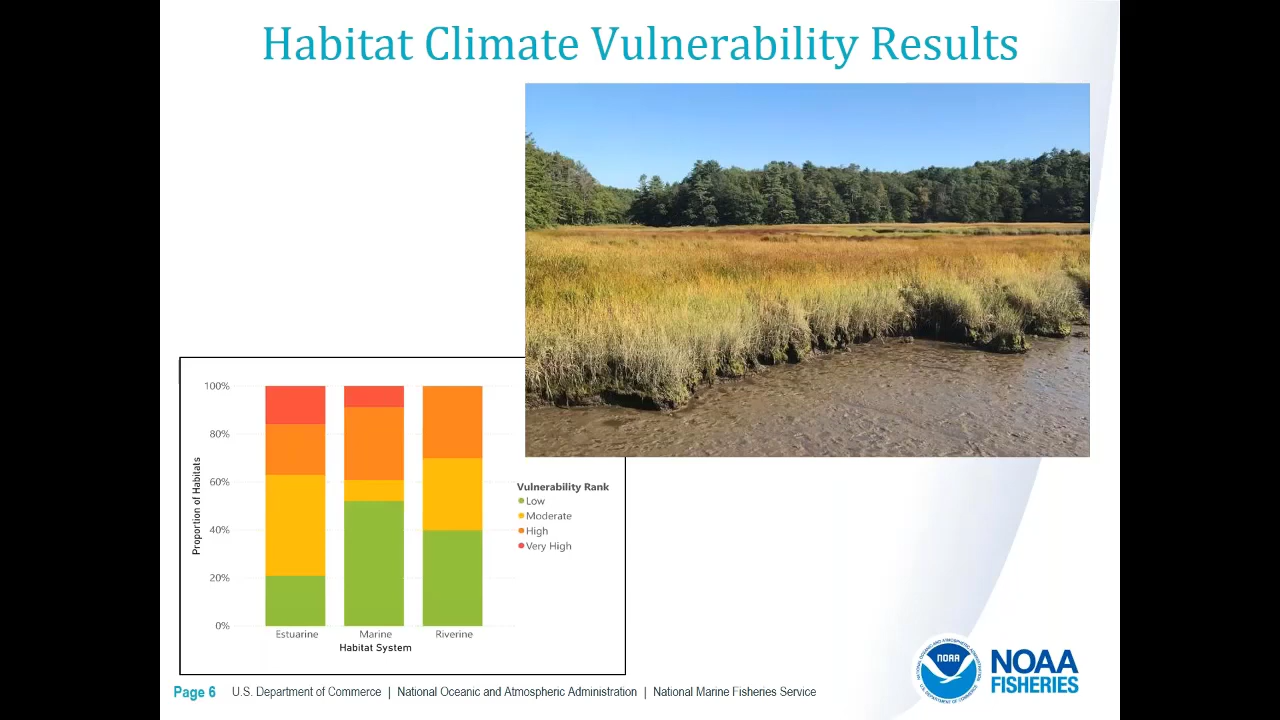 Habitat Climate Vulnerability Results
100%
80%
60%
40%
20%
0%
Proportion of Habitats
Estuarine Marine Riverine
Habitat System
Vulnerability Rank
Low
Moderate
High
Very High
Page 6 U.S. Department of Commerce | National Oceanic and Atmospheric Administration | National Marine Fisheries Service
NOAA
NOAA
FISHERIES